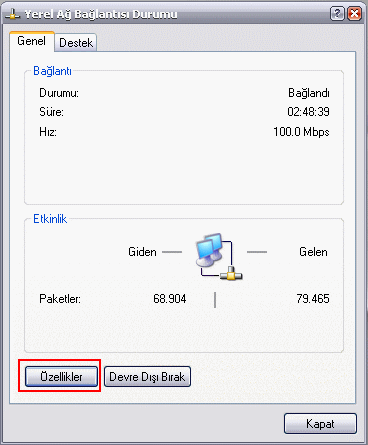 Yerel Ağ Bağlantısı Durumu
Genel Destek
Bağlantı
Durumu: Bağlandı
Süre: 02:48:39
Hız: 100.0 Mbps
Etkinlik
Giden Gelen
Paketler: 68.904 79.465
Özellikler Devre Dışı Bırak
Kapat